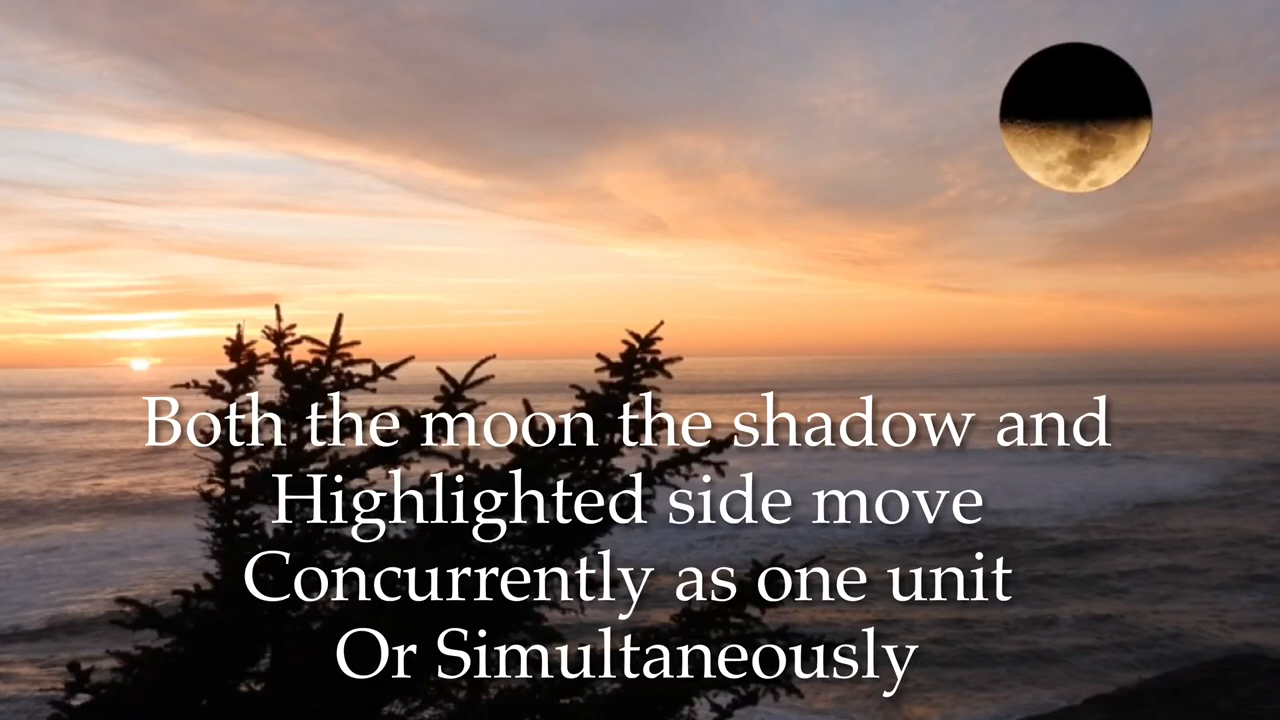 Both the moon the shadow and
Highlighted side move
Concurrently as one unit
Or Simultaneously